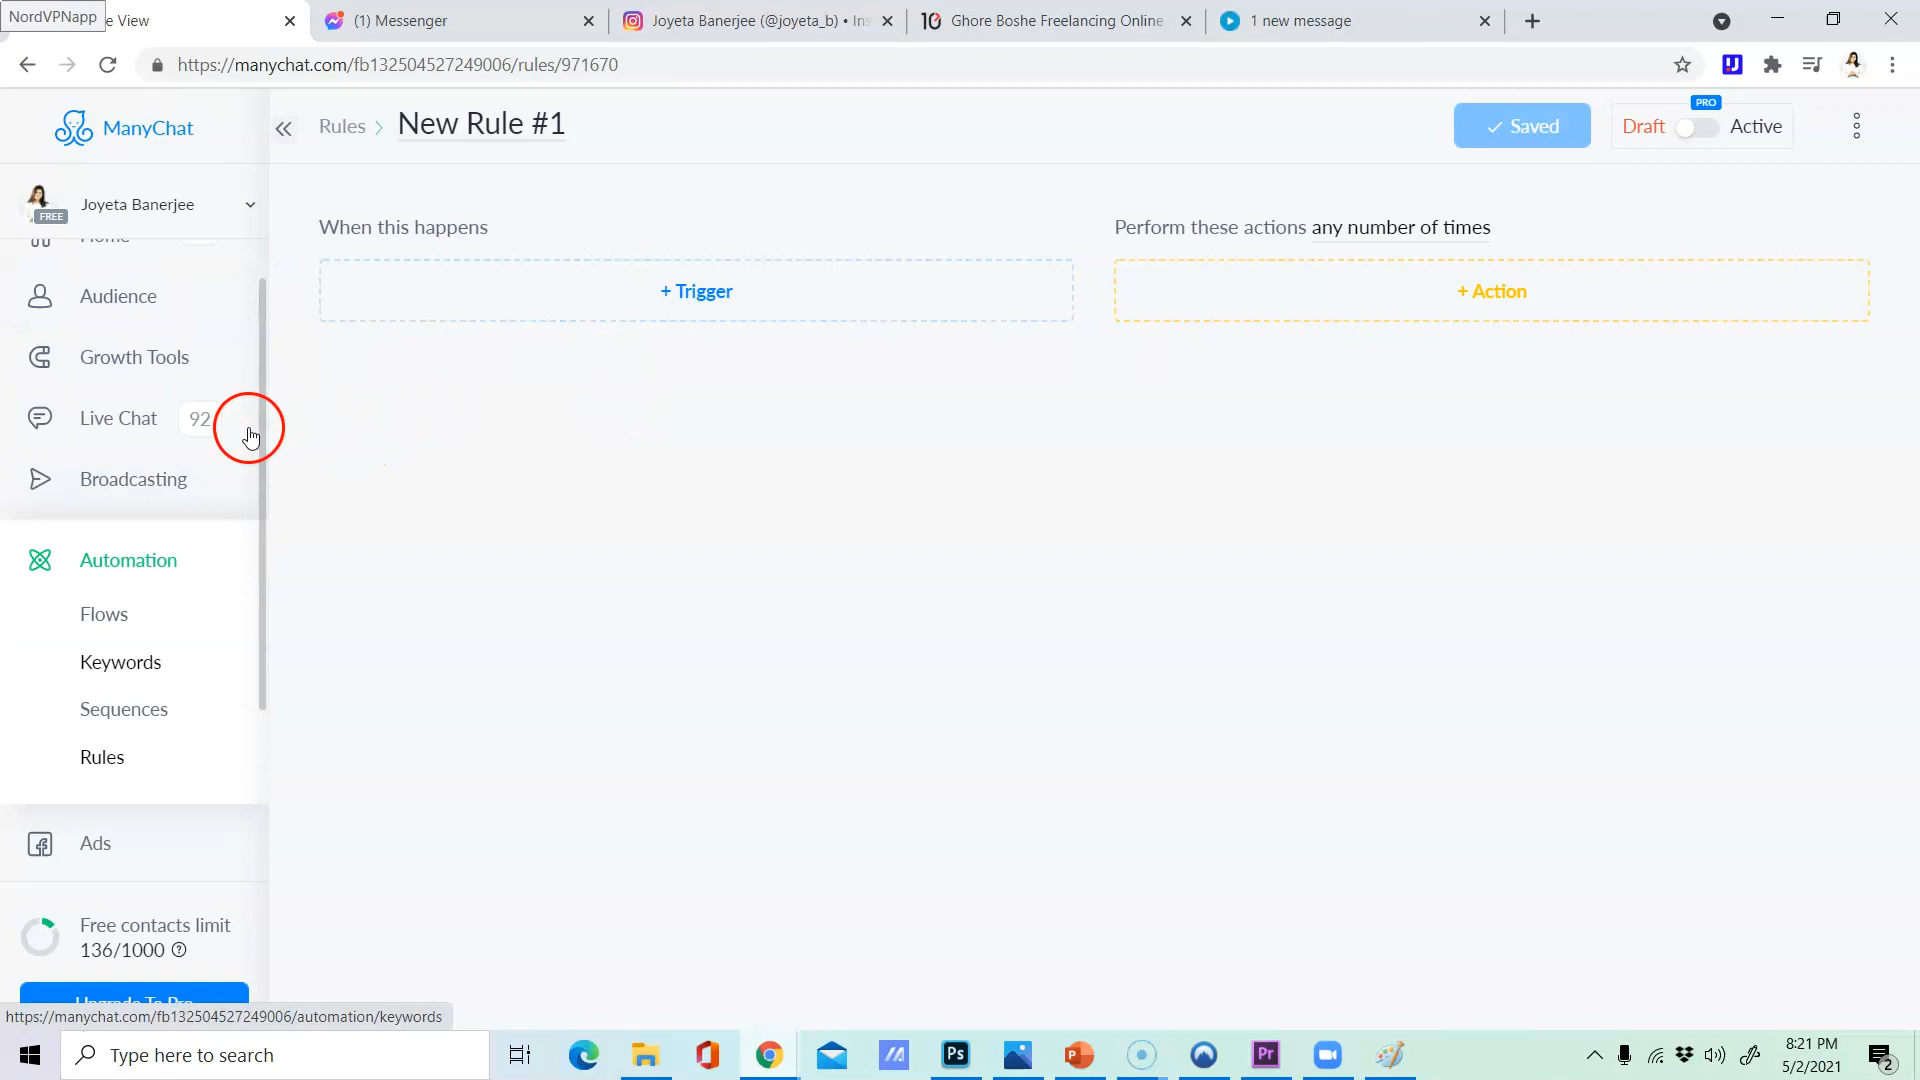 NordVPNapp
e View
(1) Messenger
Joyeta Banerjee (@joyeta_b) • Ins
Ghore Boshe Freelancing Online
1 new message
https://manychat.com/fb132504527249006/rules/971670
ManyChat
Rules > New Rule #1
✓ Saved
PRO
Draft Active
FREE
Joyeta Banerjee
Home
Audience
Growth Tools
Live Chat 92
Broadcasting
Automation
Flows
Keywords
Sequences
Rules
Ads
Free contacts limit
136/1000
Upgrade To Pro
When this happens
+ Trigger
Perform these actions any number of times
+ Action
https://manychat.com/fb132504527249006/automation/keywords
Type here to search
Ps
Pr
8:21 PM
5/2/2021
2